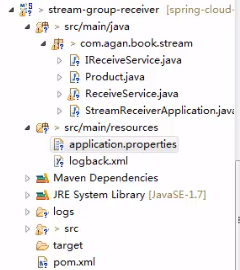 > stream-group-receiver [spring-cloud-
> src/main/java
> com.agan.book.stream
> IReceiveService.java
> Product.java
> ReceiveService.java
> StreamReceiverApplication.java
> src/main/resources
application.properties
logback.xml
Maven Dependencies
JRE System Library [JavaSE-1.7]
> logs
> src
target
pom.xml